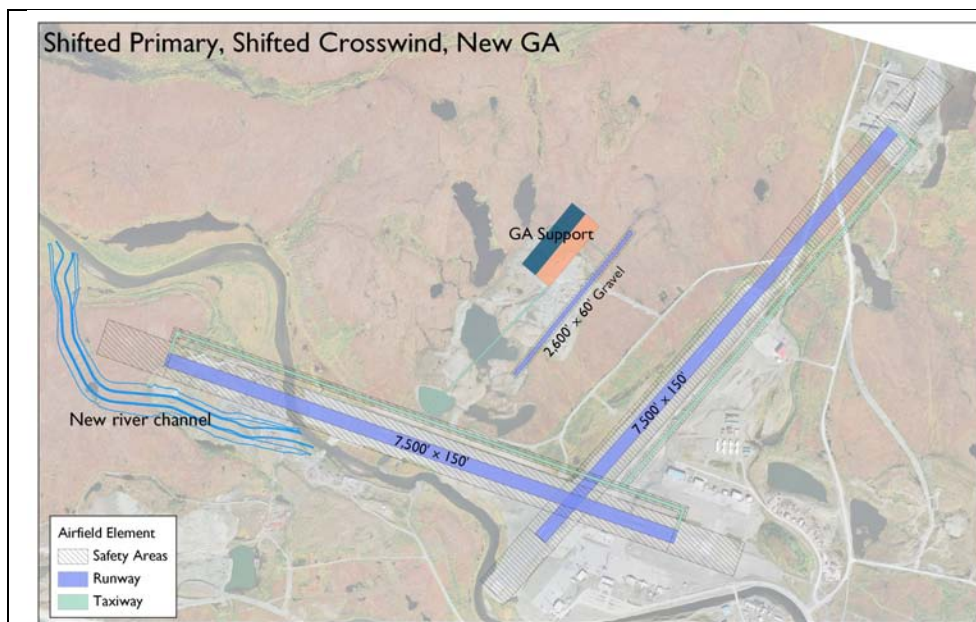 Shifted Primary, Shifted Crosswind, New GA
GA Support
2,600' x 60' Gravel
7,500' x 150'
New river channel
7,500' x 150'
Airfield Element
Safety Areas
Runway
Taxiway